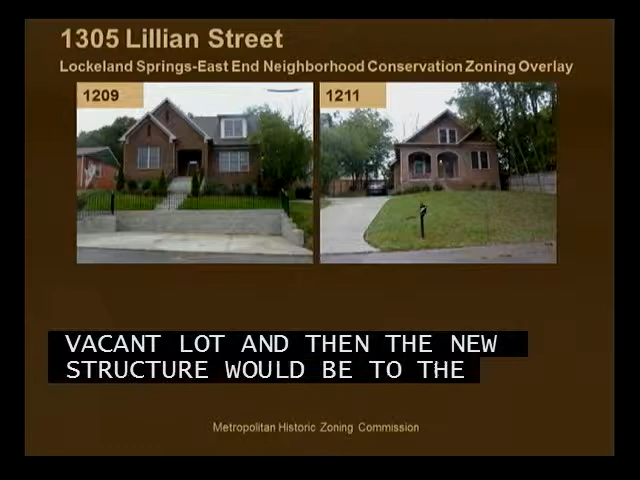 1305 Lillian Street
Lockeland Springs-East End Neighborhood Conservation Zoning Overlay
1209
1211
VACANT LOT AND THEN THE NEW
STRUCTURE WOULD BE TO THE
Metropolitan Historic Zoning Commission